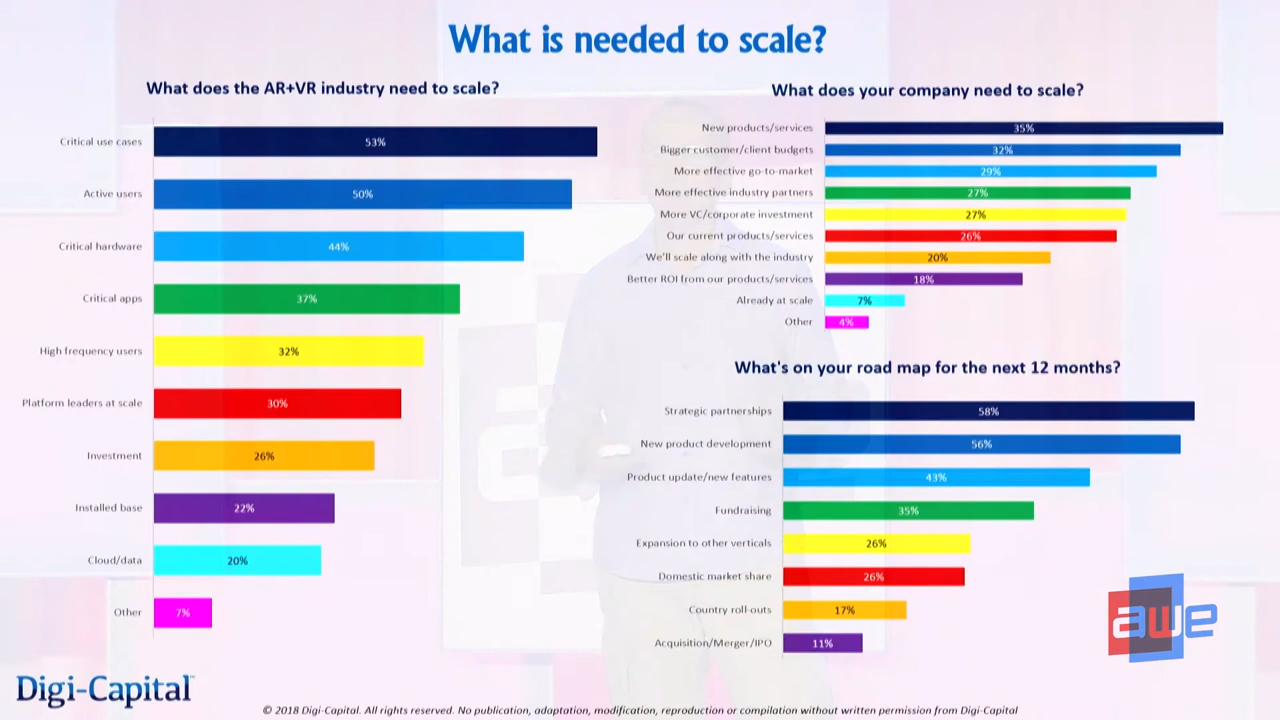 What is needed to scale?
What does the AR+VR industry need to scale?
Critical use cases 53%
Active users 50%
Critical hardware 44%
Critical apps 37%
High frequency users 32%
Platform leaders at scale 30%
Investment 26%
Installed base 22%
Cloud/data 20%
Other 7%
What does your company need to scale?
New products/services 35%
Bigger customer/client budgets 32%
More effective go-to-market 29%
More effective industry partners 27%
More VC/corporate investment 27%
Our current products/services 26%
We'll scale along with the industry 20%
Better ROI from our products/services 18%
Already at scale 7%
Other 4%
What's on your road map for the next 12 months?
Strategic partnerships 58%
New product development 56%
Product update/new features 43%
Fundraising 35%
Expansion to other verticals 26%
Domestic market share 26%
Country roll-outs 17%
Acquisition/Merger/IPO 11%
awe
Digi-Capital™
© 2018 Digi-Capital. All rights reserved. No publication, adaptation, modification, reproduction or compilation without written permission from Digi-Capital